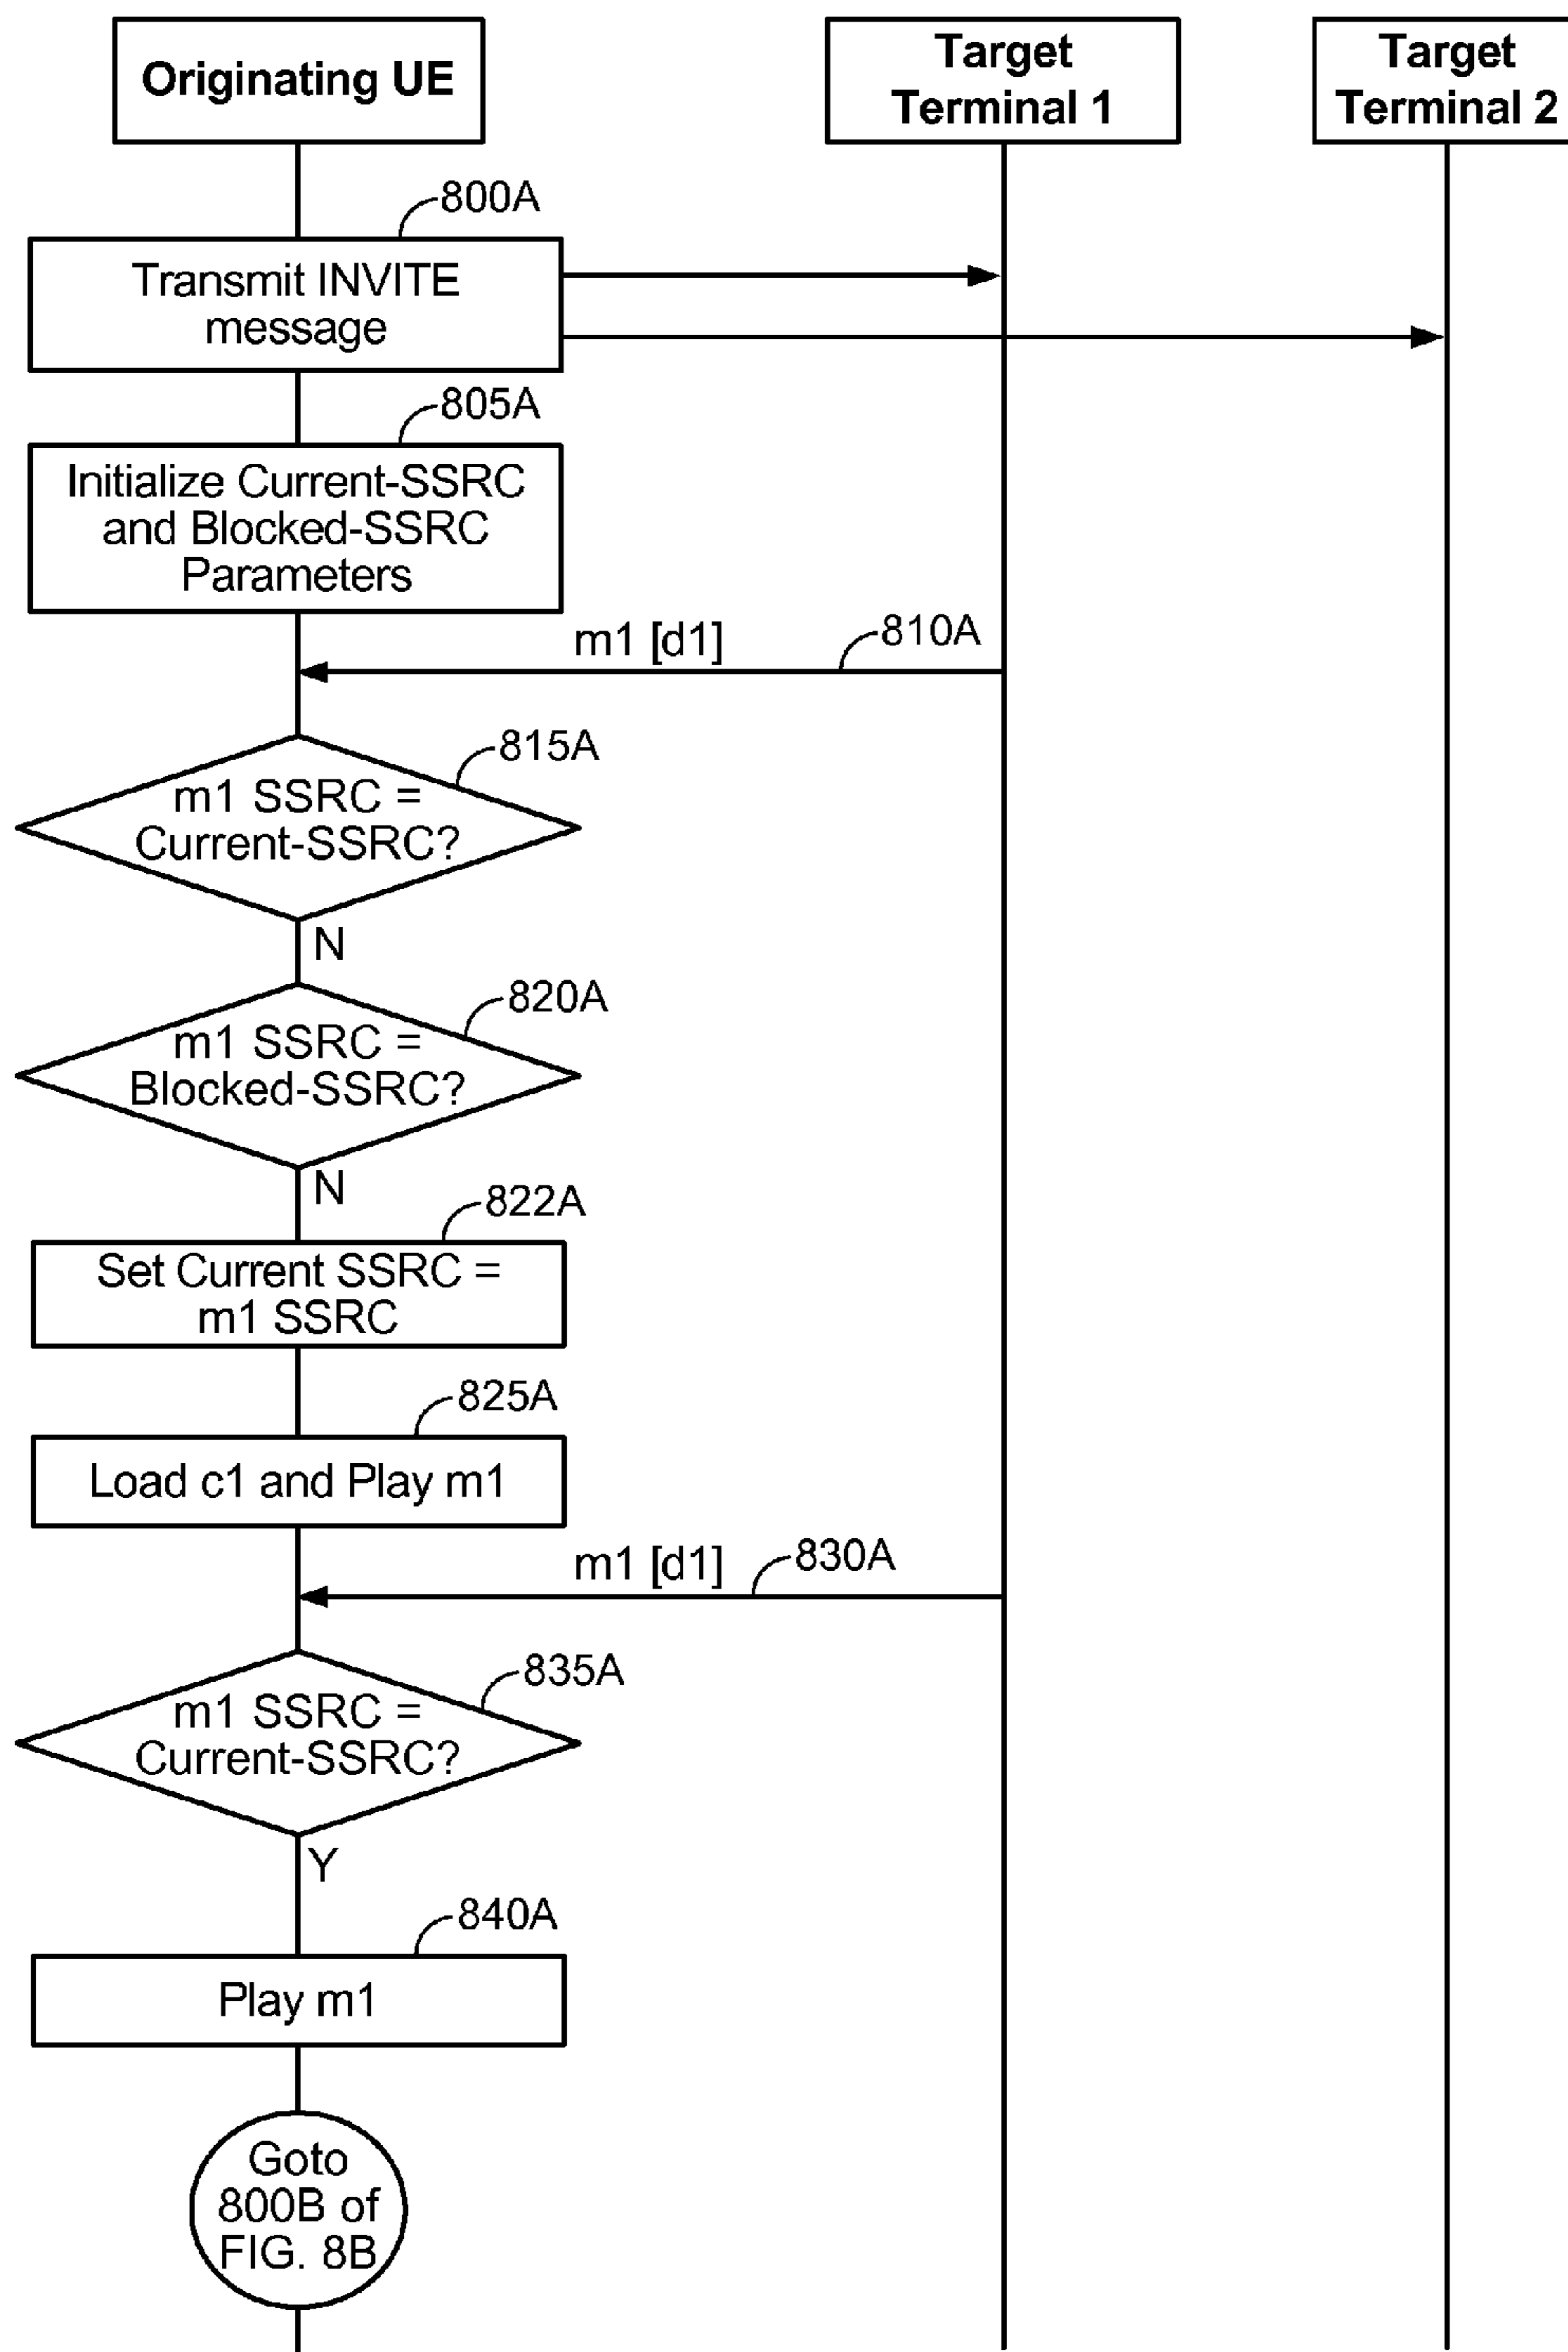 Originating UE
Target
Terminal 1
Target
Terminal 2
800A
Transmit INVITE
message
805A
Initialize Current-SSRC
and Blocked-SSRC
Parameters
m1 [d1]
810A
815A
m1 SSRC =
Current-SSRC?
N
820A
m1 SSRC =
Blocked-SSRC?
N
822A
Set Current SSRC =
m1 SSRC
825A
Load c1 and Play m1
m1 [d1]
830A
835A
m1 SSRC =
Current-SSRC?
Y
840A
Play m1
Goto
800B of
FIG. 8B